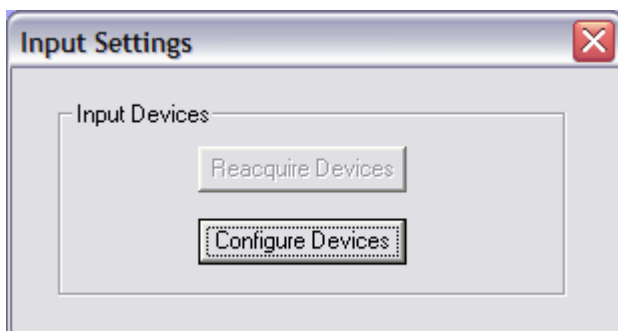 Input Settings
Input Devices
Reacquire Devices
Configure Devices